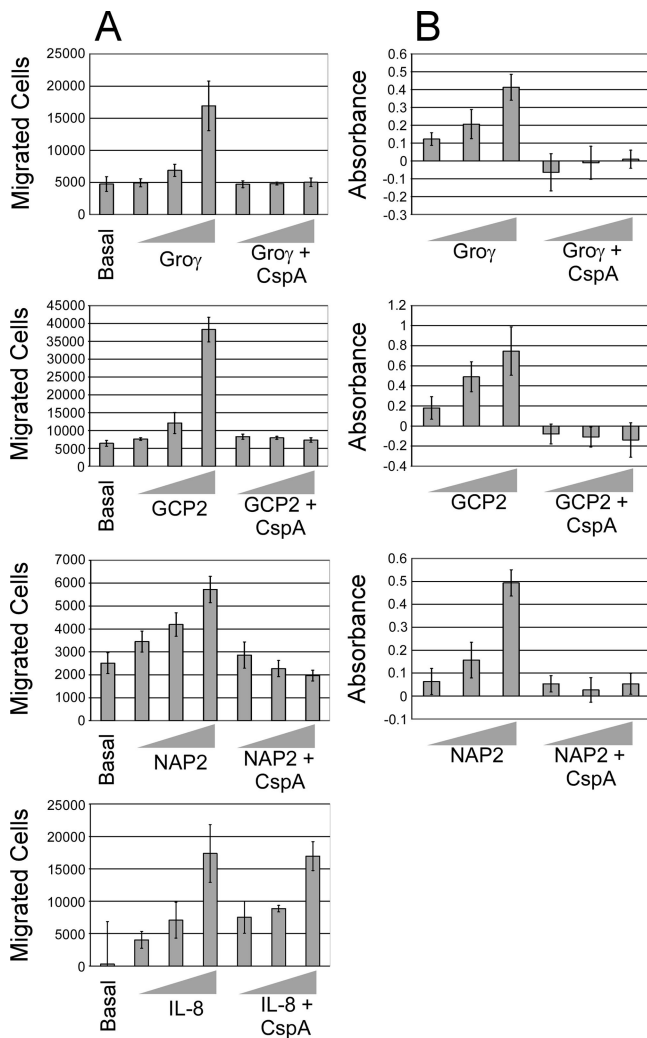 A
B
Migrated Cells
25000
20000
15000
10000
5000
0
Basal
Groγ
Groγ +
CspA
Absorbance
0.6
0.5
0.4
0.3
0.2
0.1
0
-0.1
-0.2
-0.3
Groγ
Groγ +
CspA
Migrated Cells
45000
40000
35000
30000
25000
20000
15000
10000
5000
0
Basal
GCP2
GCP2 +
CspA
Absorbance
1.2
1
0.8
0.6
0.4
0.2
0
-0.2
-0.4
GCP2
GCP2 +
CspA
Migrated Cells
7000
6000
5000
4000
3000
2000
1000
0
Basal
NAP2
NAP2 +
CspA
Absorbance
0.6
0.5
0.4
0.3
0.2
0.1
0
-0.1
NAP2
NAP2 +
CspA
Migrated Cells
25000
20000
15000
10000
5000
0
Basal
IL-8
IL-8 +
CspA